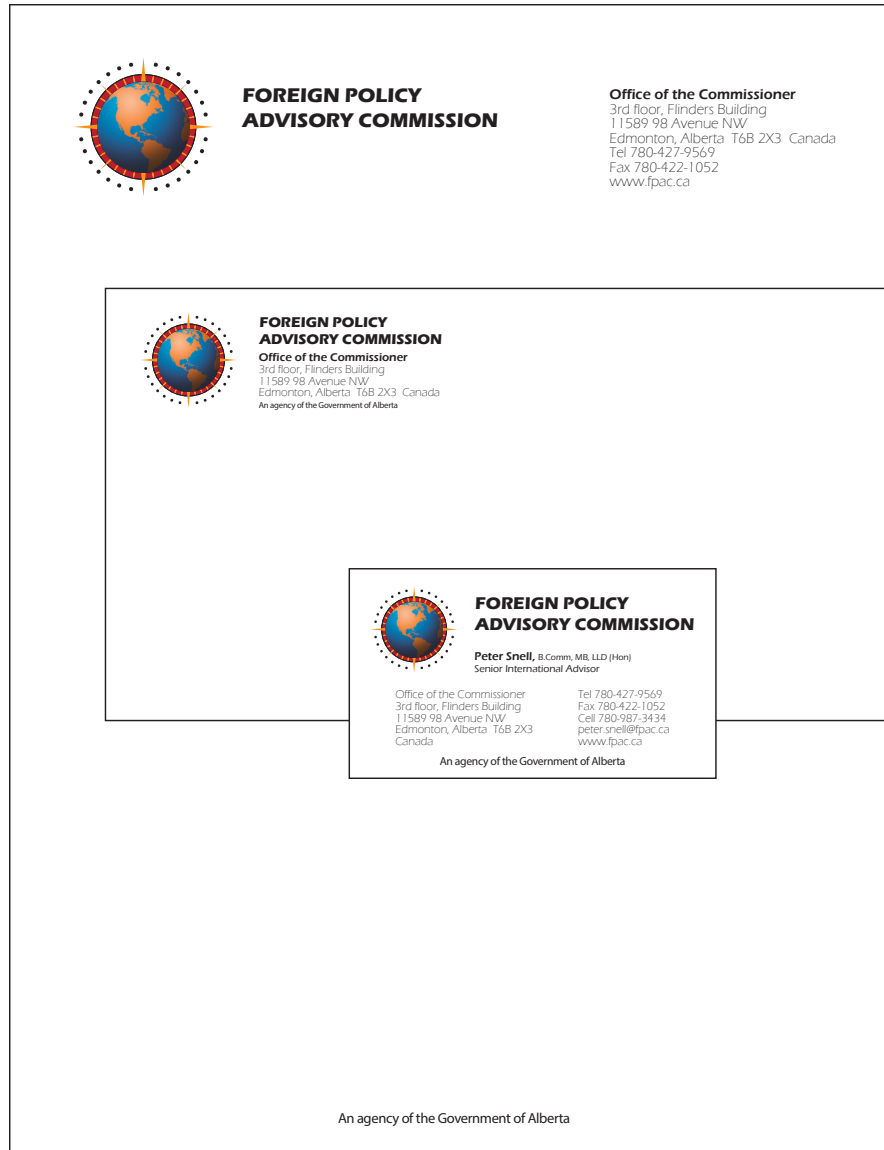 FOREIGN POLICY
ADVISORY COMMISSION
Office of the Commissioner
3rd floor, Flinders Building
11589 98 Avenue NW
Edmonton, Alberta  T6B 2X3  Canada
Tel 780-427-9569
Fax 780-422-1052
www.fpac.ca
FOREIGN POLICY
ADVISORY COMMISSION
Office of the Commissioner
3rd floor, Flinders Building
11589 98 Avenue NW
Edmonton, Alberta  T6B 2X3  Canada
An agency of the Government of Alberta
FOREIGN POLICY
ADVISORY COMMISSION
Peter Snell, B.Comm, MB, LLD (Hon)
Senior International Advisor
Office of the Commissioner
3rd floor, Flinders Building
11589 98 Avenue NW
Edmonton, Alberta  T6B 2X3
Canada
Tel 780-427-9569
Fax 780-422-1052
Cell 780-987-3434
peter.snell@fpac.ca
www.fpac.ca
An agency of the Government of Alberta
An agency of the Government of Alberta